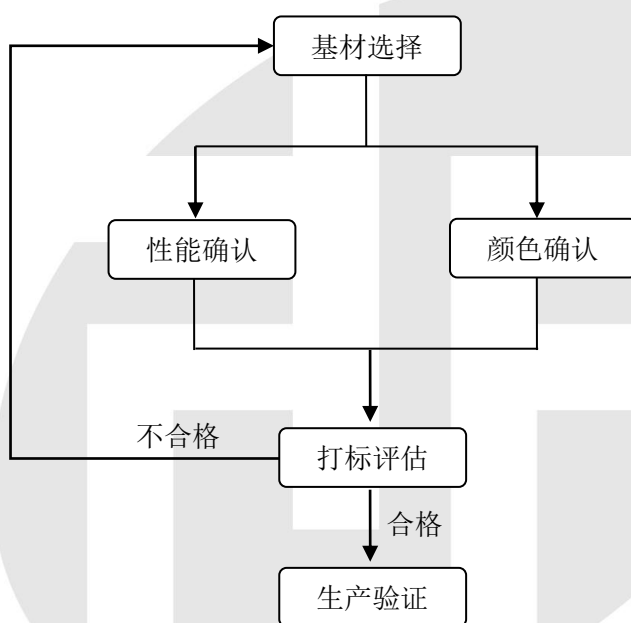 基材选择
性能确认
颜色确认
不合格
打标评估
合格
生产验证